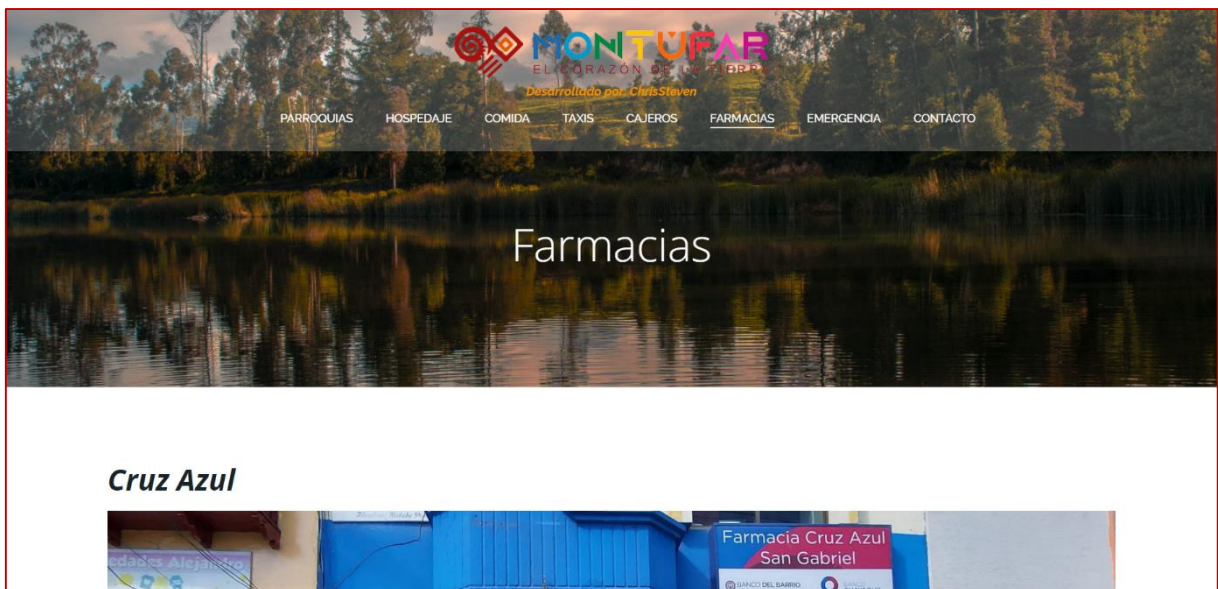 MONTÚFAR
EL CORAZÓN DE LA TIERRA
Desarrollado por: ChrisSteven
PARROQUIAS HOSPEDAJE COMIDA TAXIS CAJEROS FARMACIAS EMERGENCIA CONTACTO
Farmacias
Cruz Azul
Farmacia Cruz Azul
San Gabriel
BANCO DEL BARRIO